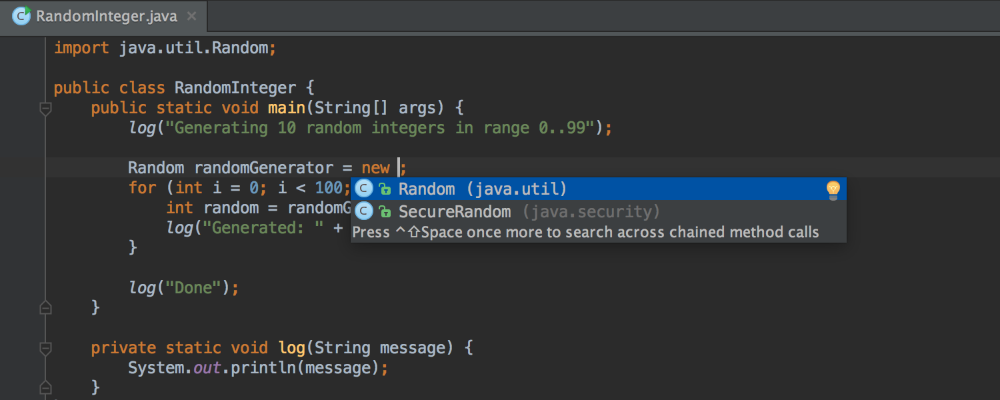 RandomInteger.java
import java.util.Random;
public class RandomInteger {
public static void main(String[] args) {
log("Generating 10 random integers in range 0..99");
Random randomGenerator = new ;
for (int i = 0; i < 100;
Random (java.util)
int random = randomG
SecureRandom (java.security)
log("Generated: " +
Press ^⇧Space once more to search across chained method calls
}
log("Done");
}
private static void log(String message) {
System.out.println(message);
}